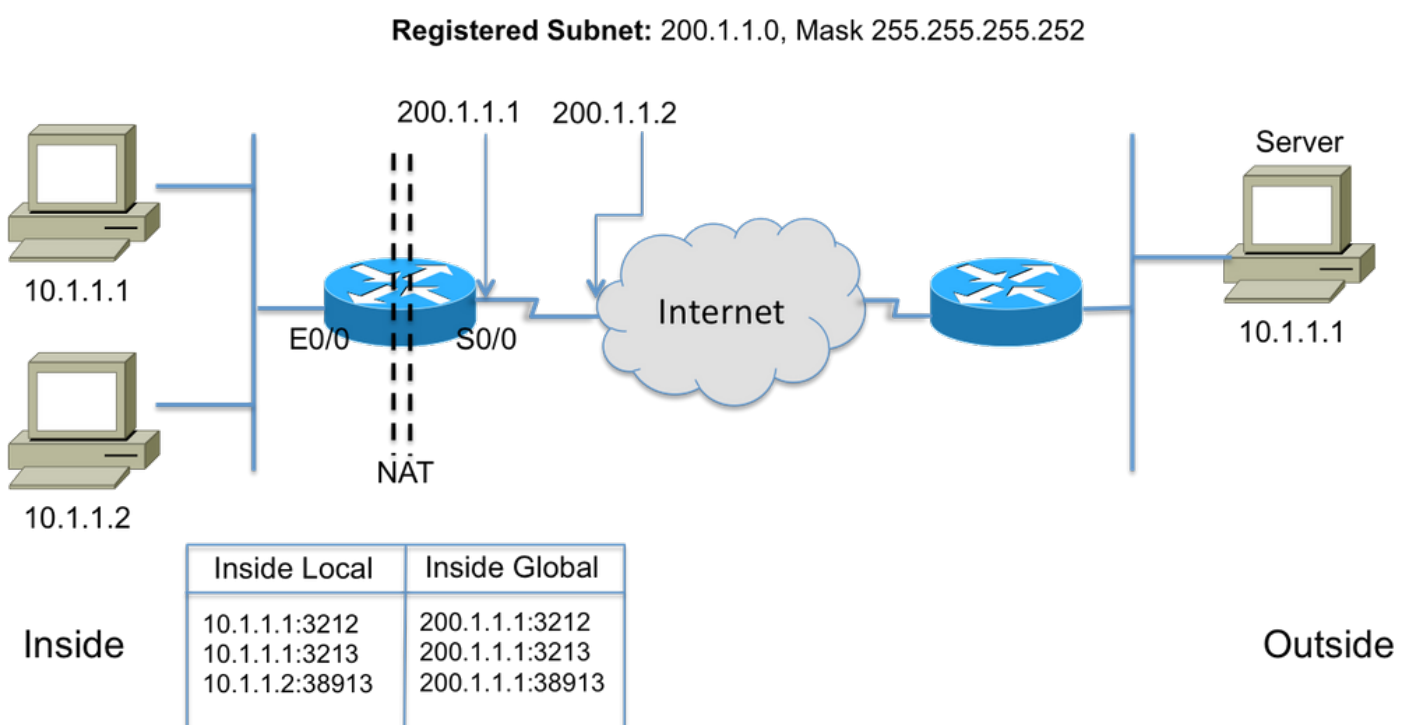 Registered Subnet: 200.1.1.0, Mask 255.255.255.252
200.1.1.1 200.1.1.2
Server
10.1.1.1
Internet
E0/0 S0/0
10.1.1.1
NAT
10.1.1.2
Inside Local Inside Global
10.1.1.1:3212 200.1.1.1:3212
10.1.1.1:3213 200.1.1.1:3213
10.1.1.2:38913 200.1.1.1:38913
Inside
Outside